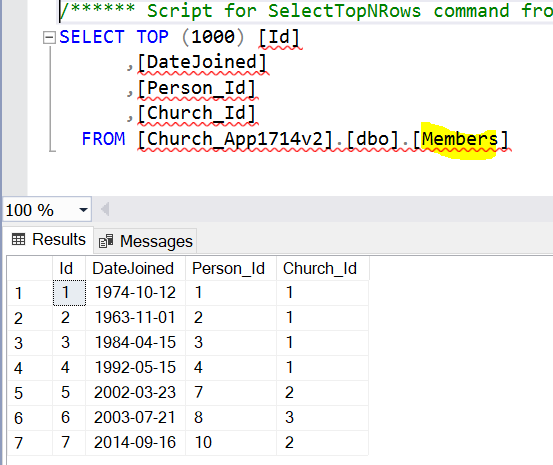 /****** Script for SelectTopNRows command fro
SELECT TOP (1000) [Id]
,[DateJoined]
,[Person_Id]
,[Church_Id]
FROM [Church_App1714v2].[dbo].[Members]
100 %
Results Messages
Id DateJoined Person_Id Church_Id
1 1 1974-10-12 1 1
2 2 1963-11-01 2 1
3 3 1984-04-15 3 1
4 4 1992-05-15 4 1
5 5 2002-03-23 7 2
6 6 2003-07-21 8 3
7 7 2014-09-16 10 2